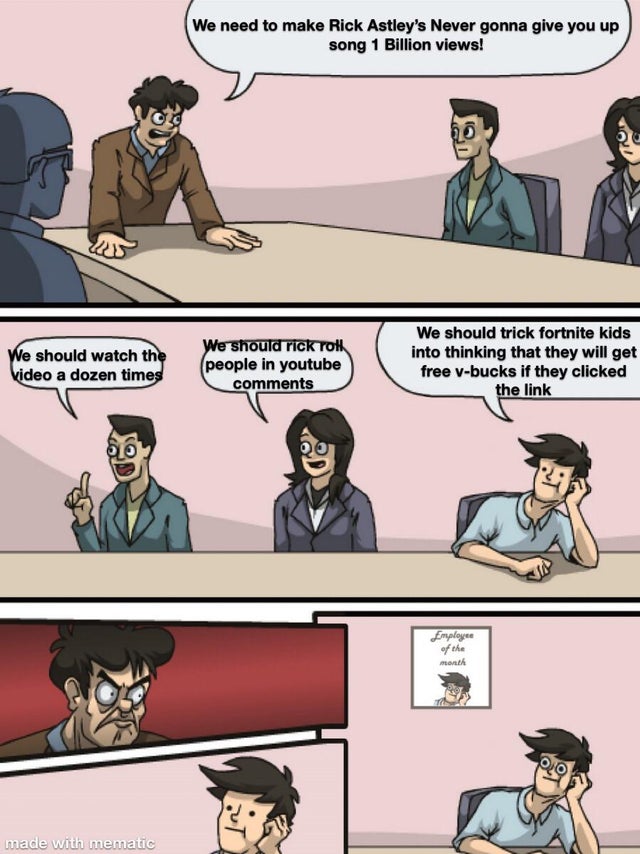 We need to make Rick Astley’s Never gonna give you up
song 1 Billion views!
We should watch the
video a dozen times
We should rick roll
people in youtube
comments
We should trick fortnite kids
into thinking that they will get
free v-bucks if they clicked
the link
Employee
of the
month
made with mematic